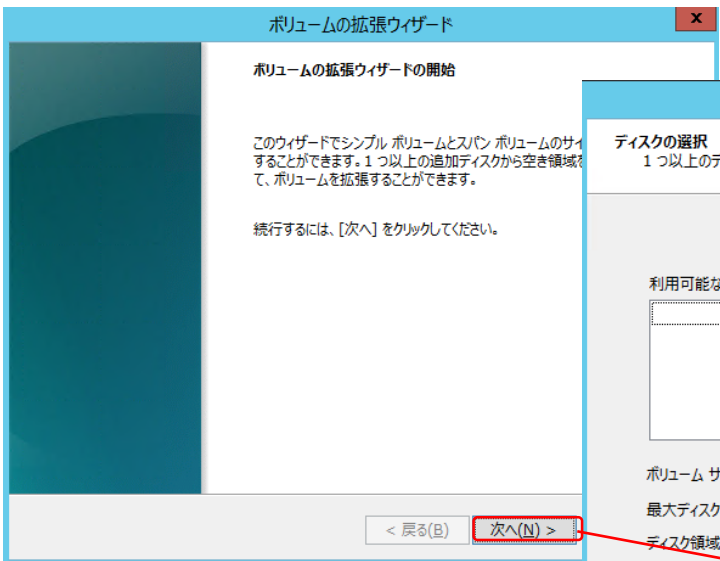 ボリュームの拡張ウィザード
x
ボリュームの拡張ウィザードの開始
このウィザードでシンプル ボリュームとスパン ボリュームのサイ
することができます。1 つ以上の追加ディスクから空き領域を
て、ボリュームを拡張することができます。
続行するには、[次へ] をクリックしてください。
< 戻る(B)
次へ(N) >
ディスクの選択
1 つ以上のデ
利用可能な
ボリューム サ
最大ディスク
ディスク領域